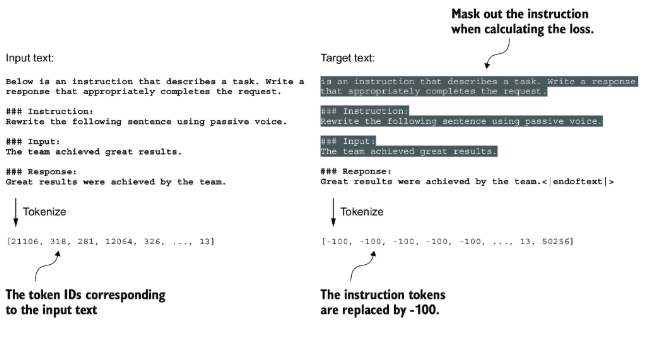 Mask out the instruction
when calculating the loss.
Input text:
Below is an instruction that describes a task. Write a
response that appropriately completes the request.
### Instruction:
Rewrite the following sentence using passive voice.
### Input:
The team achieved great results.
### Response:
Great results were achieved by the team.
Tokenize
[21106, 318, 281, 12064, 326, ..., 13]
The token IDs corresponding
to the input text
Target text:
is an instruction that describes a task. Write a response
that appropriately completes the request.
### Instruction:
Rewrite the following sentence using passive voice.
### Input:
The team achieved great results.
### Response:
Great results were achieved by the team.<|endoftext|>
Tokenize
[-100, -100, -100, -100, -100, ..., 13, 50256]
The instruction tokens
are replaced by -100.